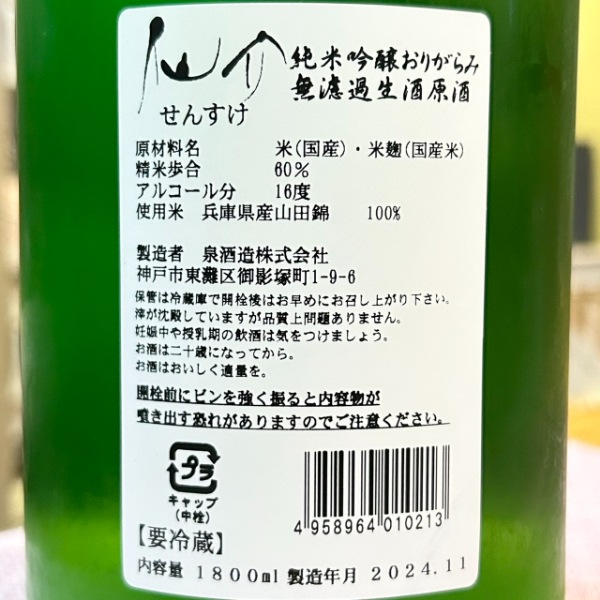 仙介 純米吟醸おりがらみ
無濾過生酒原酒
せんすけ
原材料名 米(国産)・米麹(国産米)
精米歩合 60%
アルコール分 16度
使用米 兵庫県産山田錦 100%
製造者 泉酒造株式会社
神戸市東灘区御影塚町1-9-6
保管は冷蔵庫で開栓後はお早めにお召し上がり下さい。
滓が沈殿していますが品質上問題ありません。
妊娠中や授乳期の飲酒は気をつけましょう。
お酒は二十歳になってから。
お酒はおいしく適量を。
開栓前にビンを強く振ると内容物が
噴き出す恐れがありますのでご注意ください。
プラ
キャップ
(中栓)
4 958964 010213
【要冷蔵】
内容量 1800ml 製造年月 2024.11